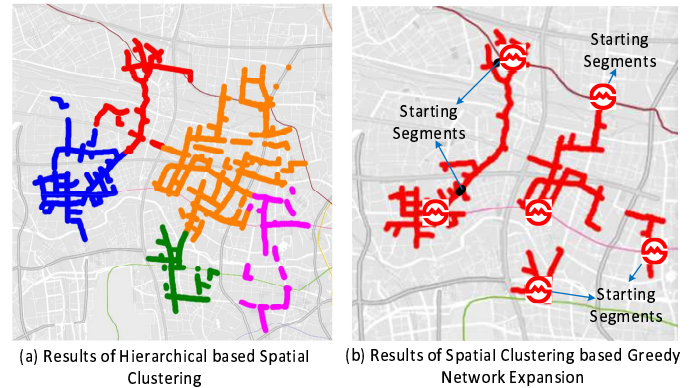 Starting
Segments
Starting
Segments
Starting
Segments
(a) Results of Hierarchical based Spatial
Clustering
(b) Results of Spatial Clustering based Greedy
Network Expansion